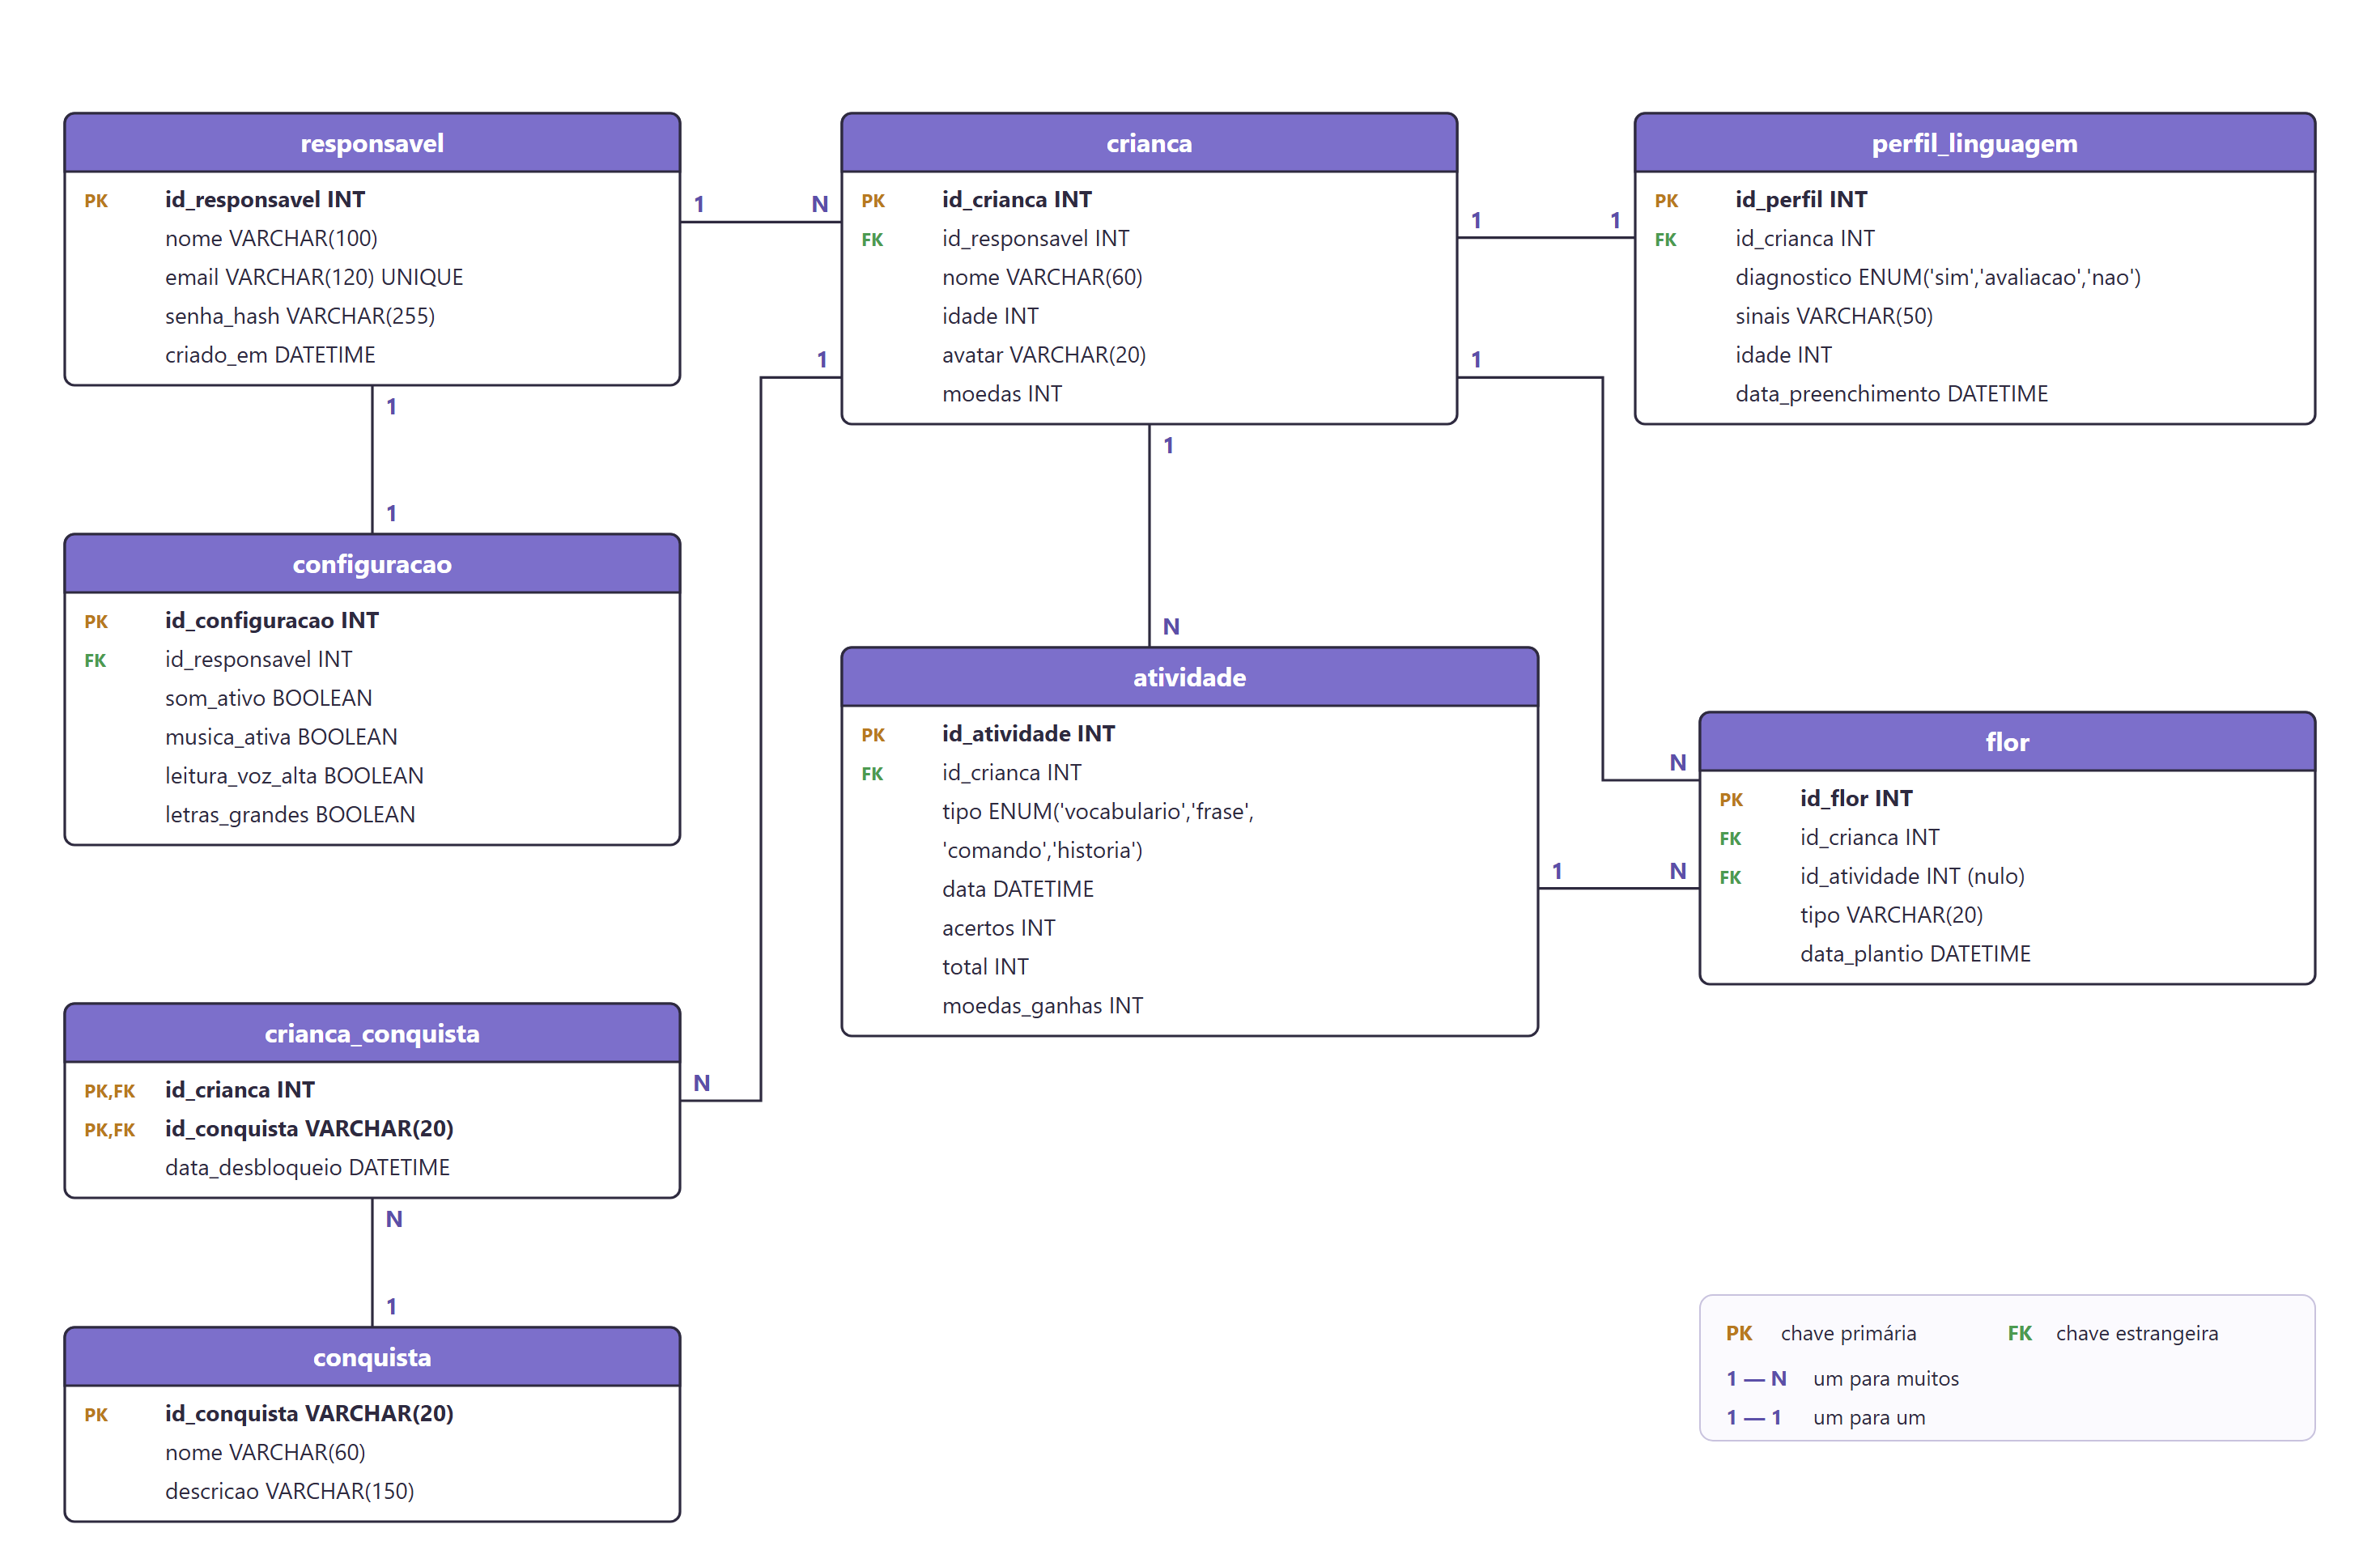 responsavel
PK id_responsavel INT
nome VARCHAR(100)
email VARCHAR(120) UNIQUE
senha_hash VARCHAR(255)
criado_em DATETIME
1 N
crianca
PK id_crianca INT
FK id_responsavel INT
nome VARCHAR(60)
idade INT
avatar VARCHAR(20)
moedas INT
1 1
perfil_linguagem
PK id_perfil INT
FK id_crianca INT
diagnostico ENUM('sim','avaliacao','nao')
sinais VARCHAR(50)
idade INT
data_preenchimento DATETIME
1
1
1
1
1
configuracao
PK id_configuracao INT
FK id_responsavel INT
som_ativo BOOLEAN
musica_ativa BOOLEAN
leitura_voz_alta BOOLEAN
letras_grandes BOOLEAN
N
atividade
PK id_atividade INT
FK id_crianca INT
tipo ENUM('vocabulario','frase',
'comando','historia')
data DATETIME
acertos INT
total INT
moedas_ganhas INT
N
1 N
flor
PK id_flor INT
FK id_crianca INT
FK id_atividade INT (nulo)
tipo VARCHAR(20)
data_plantio DATETIME
crianca_conquista
PK,FK id_crianca INT
PK,FK id_conquista VARCHAR(20)
data_desbloqueio DATETIME
N
N
1
conquista
PK id_conquista VARCHAR(20)
nome VARCHAR(60)
descricao VARCHAR(150)
PK chave primária FK chave estrangeira
1 — N um para muitos
1 — 1 um para um